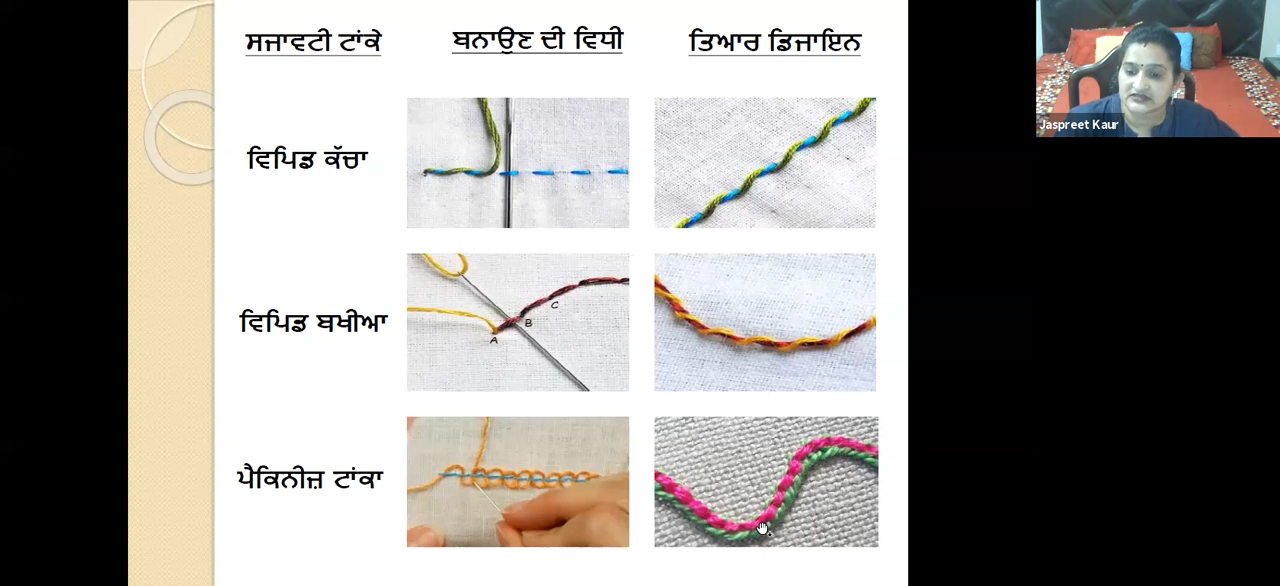 ਸਜਾਵਟੀ ਟਾਂਕੇ ਬਨਾਉਣ ਦੀ ਵਿਧੀ ਤਿਆਰ ਡਿਜਾਇਨ
Jaspreet Kaur
ਵਿਪਿਡ ਕੱਚਾ
ਵਿਪਿਡ ਬਖੀਆ
A B C
ਪੈਕਿਨੀਜ਼ ਟਾਂਕਾ